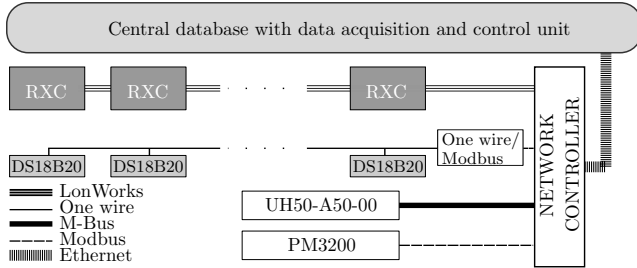 Central database with data acquisition and control unit
RXC
RXC
RXC
One wire/
Modbus
DS18B20
DS18B20
DS18B20
NETWORK
CONTROLLER
LonWorks
One wire
M-Bus
Modbus
Ethernet
UH50-A50-00
PM3200